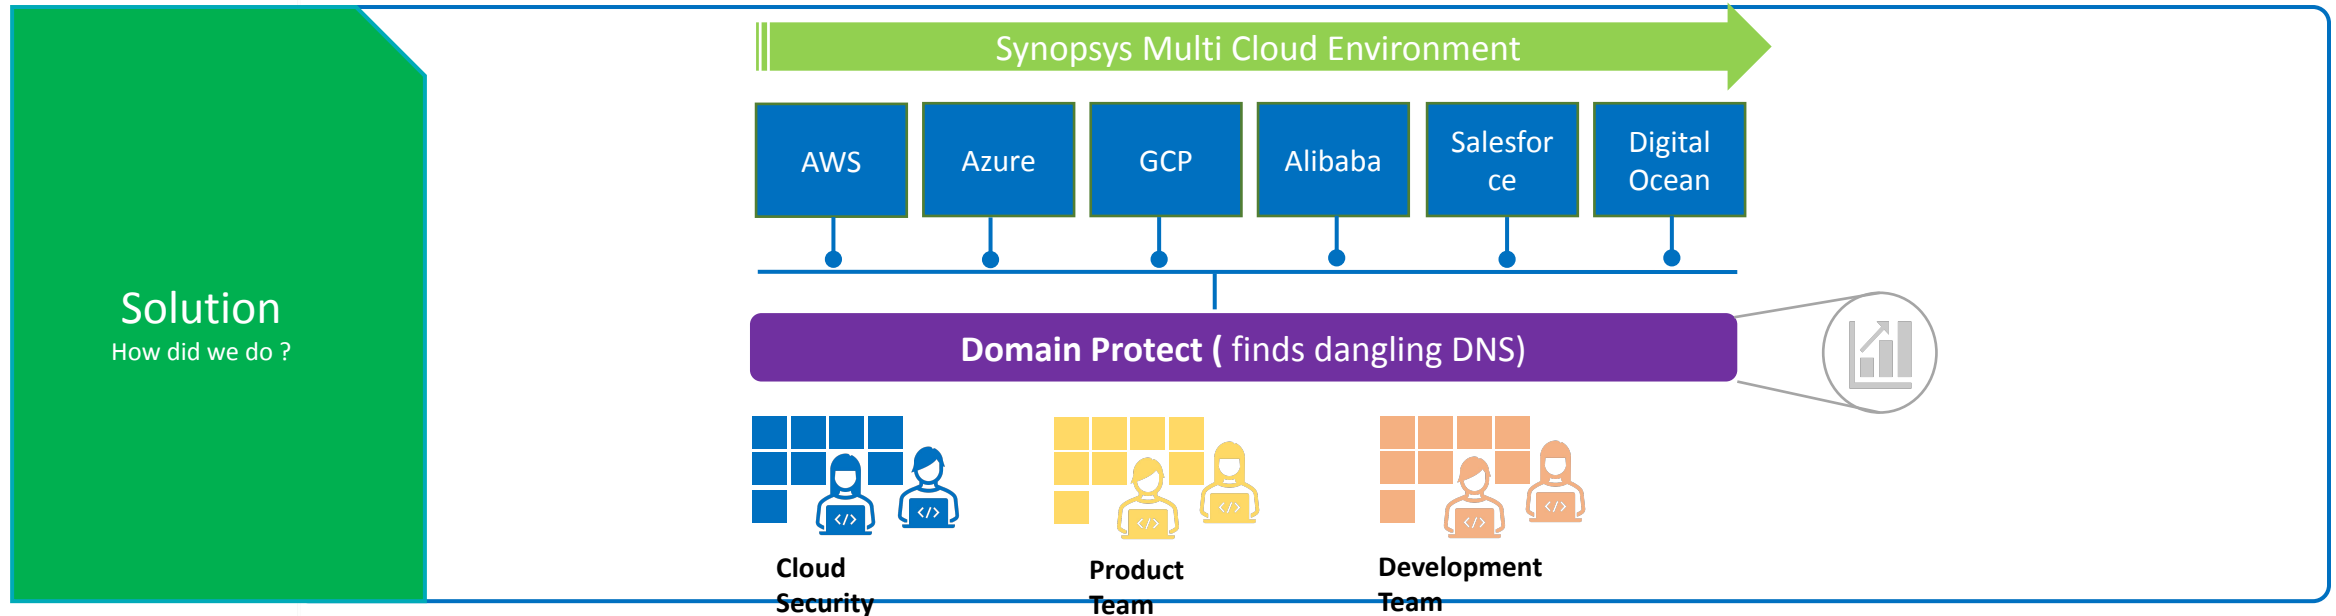 Synopsys Multi Cloud Environment
AWS
Azure
GCP
Alibaba
Salesfor
ce
Digital
Ocean
Solution
How did we do ?
Domain Protect ( finds dangling DNS)
</>
</>
</>
</>
</>
</>
Cloud
Security
Product
Team
Development
Team